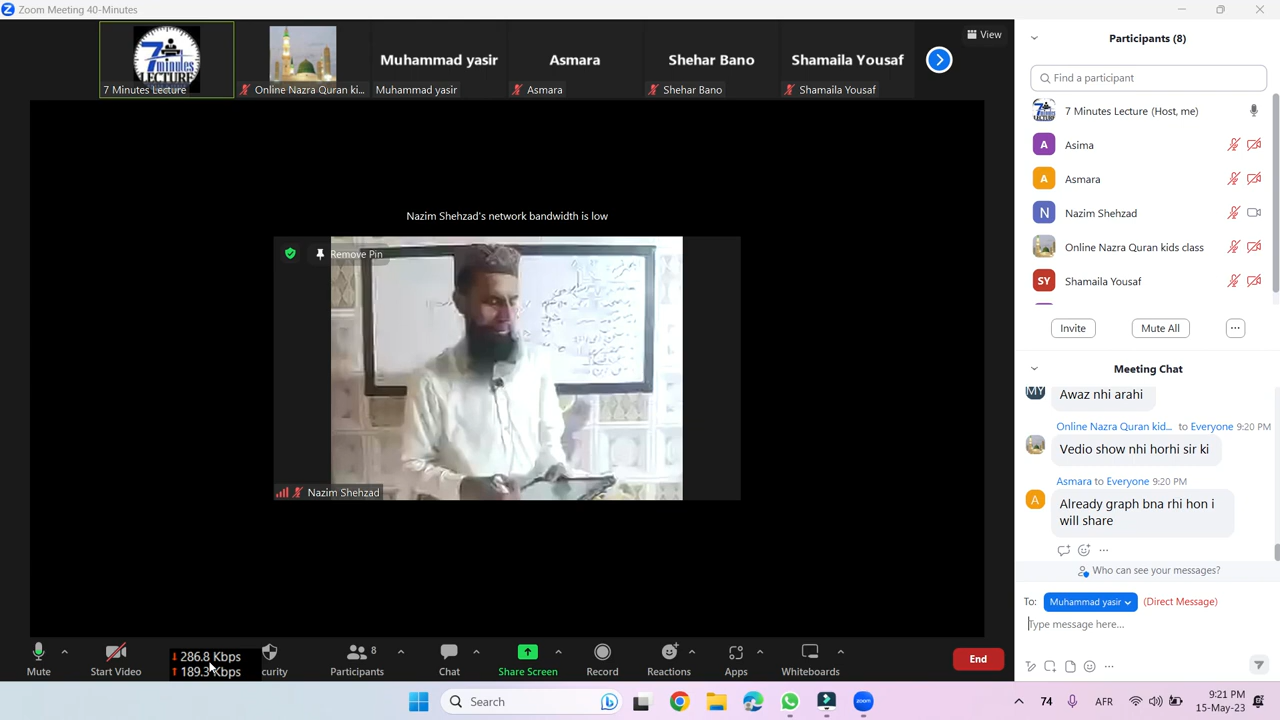 Zoom Meeting 40-Minutes
View
7 minutes LECTURE
7 Minutes Lecture
Online Nazra Quran ki...
Muhammad yasir
Muhammad yasir
Asmara
Asmara
Shehar Bano
Shehar Bano
Shamaila Yousaf
Shamaila Yousaf
Nazim Shehzad's network bandwidth is low
Remove Pin
Nazim Shehzad
Participants (8)
Find a participant
7 Minutes Lecture (Host, me)
A Asima
A Asmara
N Nazim Shehzad
Online Nazra Quran kids class
SY Shamaila Yousaf
Invite
Mute All
Meeting Chat
MY Awaz nhi arahi
Online Nazra Quran kid... to Everyone 9:20 PM
Vedio show nhi horhi sir ki
Asmara to Everyone 9:20 PM
A Already graph bna rhi hon i
will share
Who can see your messages?
To: Muhammad yasir (Direct Message)
Type message here...
Mute
Start Video
286.8 Kbps
189.3 Kbps
curity
8
Participants
Chat
Share Screen
Record
Reactions
Apps
Whiteboards
End
Search
zoom
74
AFR
9:21 PM
15-May-23